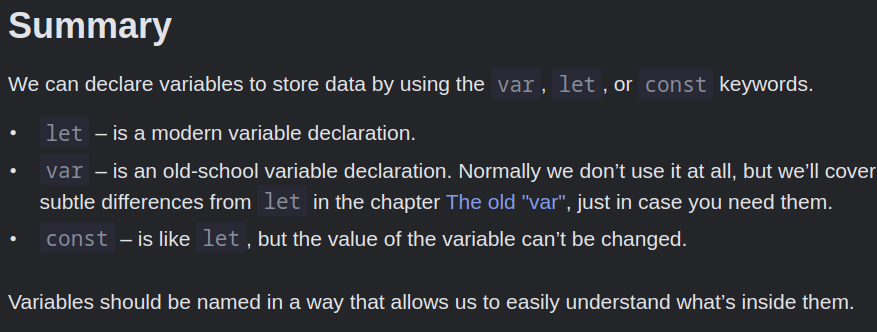 Summary
We can declare variables to store data by using the var, let, or const keywords.
• let – is a modern variable declaration.
• var – is an old-school variable declaration. Normally we don’t use it at all, but we’ll cover
subtle differences from let in the chapter The old "var", just in case you need them.
• const – is like let, but the value of the variable can’t be changed.
Variables should be named in a way that allows us to easily understand what’s inside them.